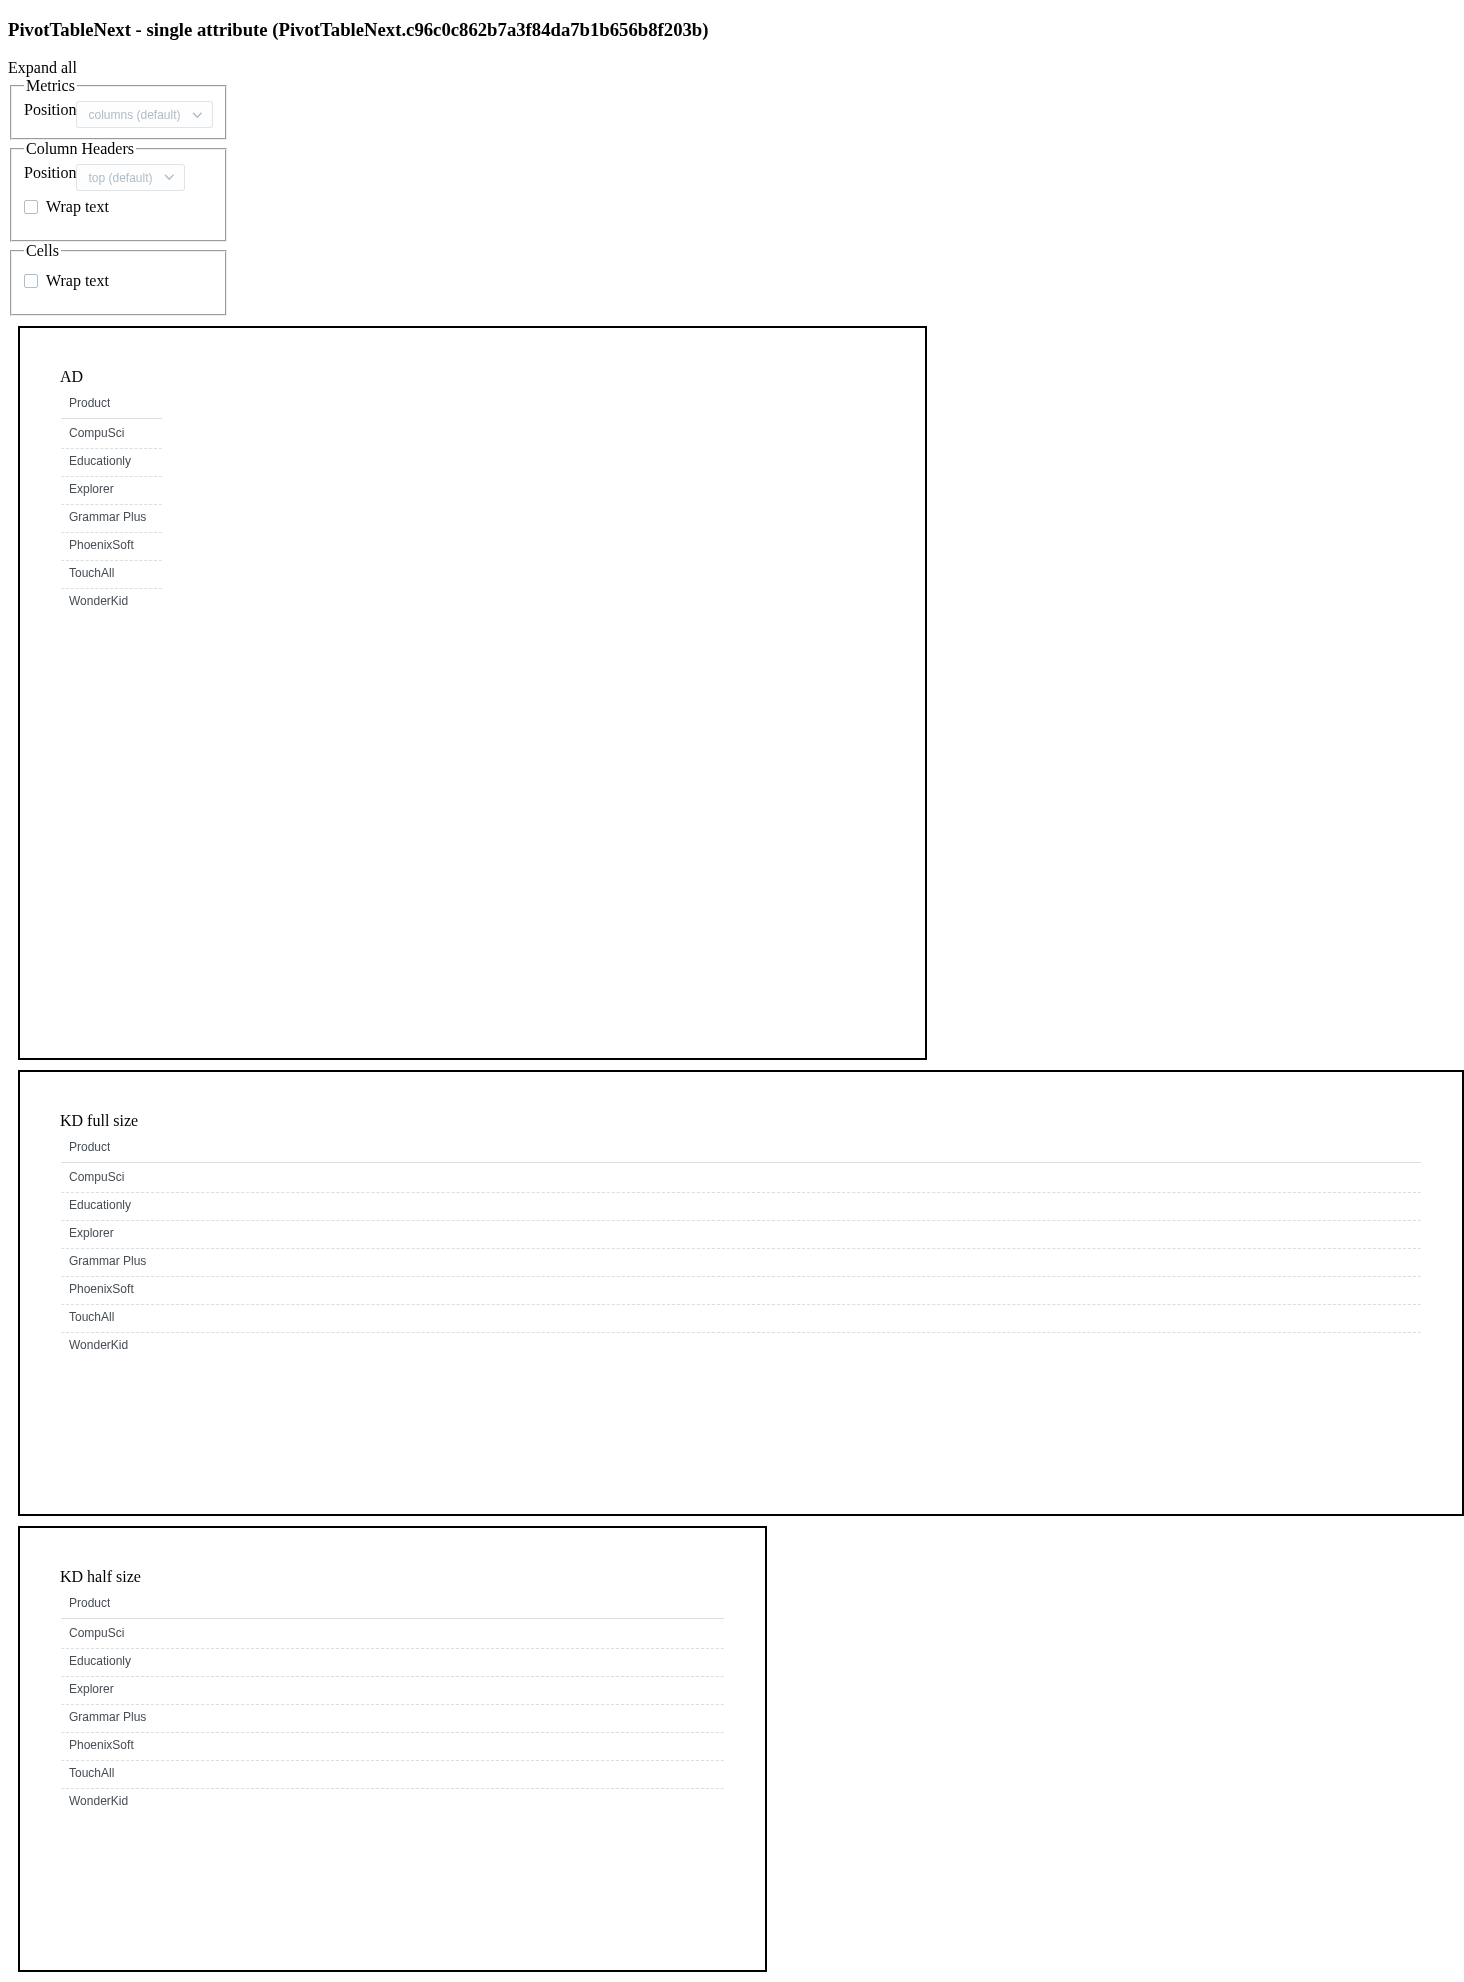 PivotTableNext - single attribute (PivotTableNext.c96c0c862b7a3f84da7b1b656b8f203b)
Expand all
Metrics
Position columns (default)
Column Headers
Position top (default)
Wrap text
Cells
Wrap text
AD
Product
CompuSci
Educationly
Explorer
Grammar Plus
PhoenixSoft
TouchAll
WonderKid
KD full size
Product
CompuSci
Educationly
Explorer
Grammar Plus
PhoenixSoft
TouchAll
WonderKid
KD half size
Product
CompuSci
Educationly
Explorer
Grammar Plus
PhoenixSoft
TouchAll
WonderKid